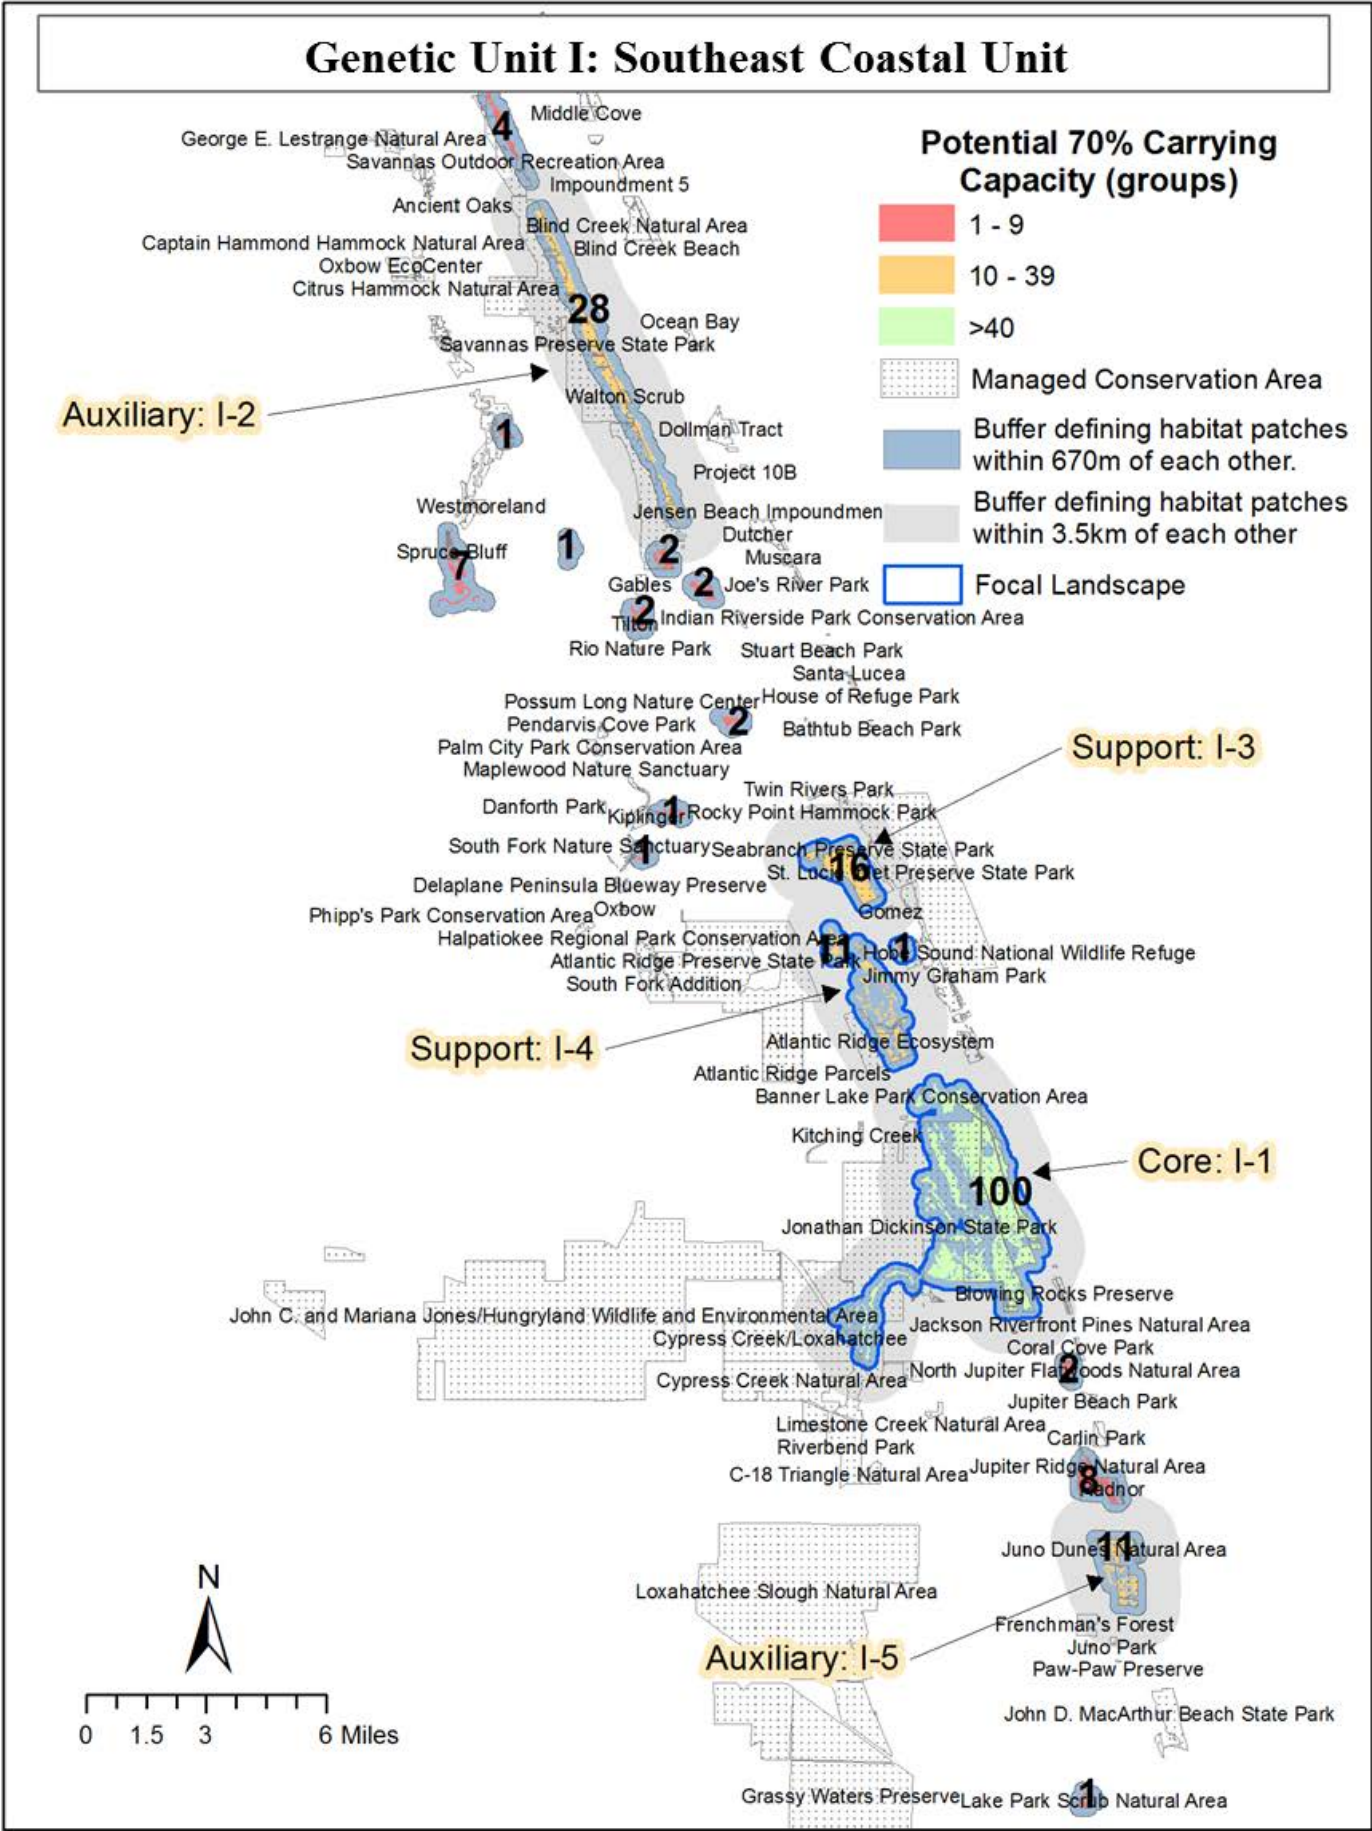 Genetic Unit I: Southeast Coastal Unit
Middle Cove
4
George E. Lestrange Natural Area
Savannas Outdoor Recreation Area
Impoundment 5
Ancient Oaks
Blind Creek Natural Area
Captain Hammond Hammock Natural Area
Blind Creek Beach
Oxbow EcoCenter
Citrus Hammock Natural Area
28
Ocean Bay
Savannas Preserve State Park
Auxiliary: I-2
Walton Scrub
1
Dollman Tract
Project 10B
Westmoreland
Jensen Beach Impoundmen
Dutcher
Spruce Bluff
7
1
2
Muscara
Gables
2
Joe's River Park
2
Tilton
Indian Riverside Park Conservation Area
Rio Nature Park
Stuart Beach Park
Santa Lucea
House of Refuge Park
Possum Long Nature Center
Pendarvis Cove Park
2
Bathtub Beach Park
Palm City Park Conservation Area
Maplewood Nature Sanctuary
Support: I-3
Twin Rivers Park
Danforth Park
Kiplinger
1
Rocky Point Hammock Park
South Fork Nature Sanctuary
1
Seabranch Preserve State Park
16
St. Lucie Inlet Preserve State Park
Delaplane Peninsula Blueway Preserve
Phipp's Park Conservation Area
Oxbow
Gomez
Halpatiokee Regional Park Conservation Area
11
1
Hobe Sound National Wildlife Refuge
Atlantic Ridge Preserve State Park
Jimmy Graham Park
South Fork Addition
Support: I-4
Atlantic Ridge Ecosystem
Atlantic Ridge Parcels
Banner Lake Park Conservation Area
Kitching Creek
Core: I-1
100
Jonathan Dickinson State Park
Blowing Rocks Preserve
John C. and Mariana Jones/Hungryland Wildlife and Environmental Area
Jackson Riverfront Pines Natural Area
Cypress Creek/Loxahatchee
Coral Cove Park
Cypress Creek Natural Area
North Jupiter Flatwoods Natural Area
2
Jupiter Beach Park
Limestone Creek Natural Area
Carlin Park
Riverbend Park
C-18 Triangle Natural Area
Jupiter Ridge Natural Area
8
Radnor
Juno Dunes Natural Area
11
Loxahatchee Slough Natural Area
Frenchman's Forest
Juno Park
Auxiliary: I-5
Paw-Paw Preserve
John D. MacArthur Beach State Park
Grassy Waters Preserve
Lake Park Scrub Natural Area
1
Potential 70% Carrying
Capacity (groups)
1 - 9
10 - 39
>40
Managed Conservation Area
Buffer defining habitat patches
within 670m of each other.
Buffer defining habitat patches
within 3.5km of each other
Focal Landscape
N
0 1.5 3 6 Miles